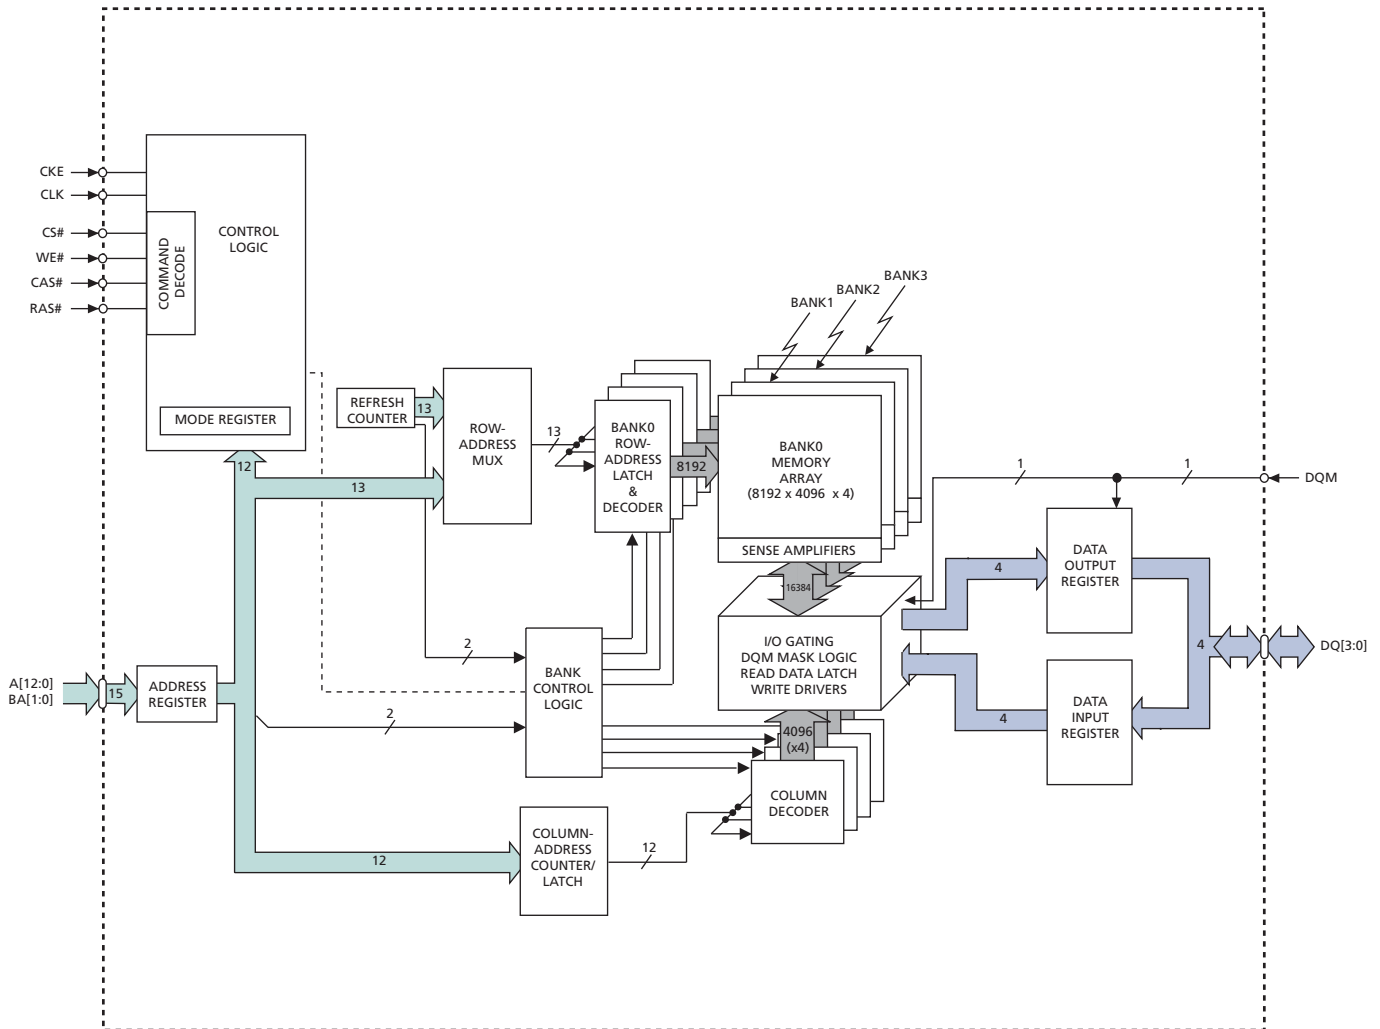 CKE
CLK
CS#
WE#
CAS#
RAS#
COMMAND
DECODE
CONTROL
LOGIC
MODE REGISTER
12
REFRESH
COUNTER
13
13
ROW-
ADDRESS
MUX
13
BANK0
ROW-
ADDRESS
LATCH
&
DECODER
8192
BANK1
BANK2
BANK3
BANK0
MEMORY
ARRAY
(8192 x 4096 x 4)
SENSE AMPLIFIERS
16384
I/O GATING
DQM MASK LOGIC
READ DATA LATCH
WRITE DRIVERS
4096
(x4)
COLUMN
DECODER
1
1
DQM
DATA
OUTPUT
REGISTER
4
4
DQ[3:0]
4
DATA
INPUT
REGISTER
A[12:0]
BA[1:0]
15
ADDRESS
REGISTER
2
2
BANK
CONTROL
LOGIC
12
COLUMN-
ADDRESS
COUNTER/
LATCH
12